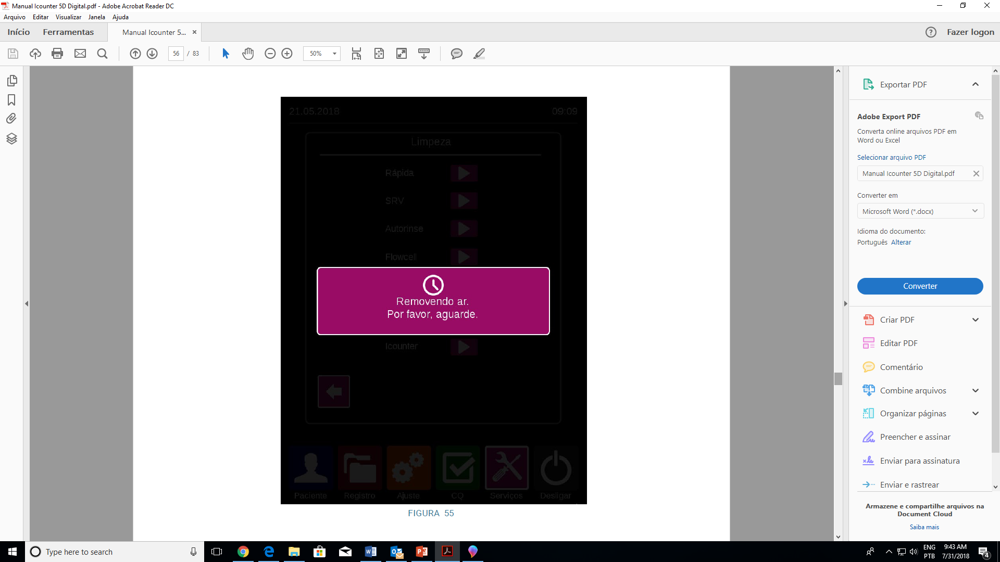 Manual Icounter 5D Digital.pdf - Adobe Acrobat Reader DC
Arquivo Editar Visualizar Janela Ajuda
Início Ferramentas Manual Icounter 5... × Fazer logon
56 / 83 50%
21.05.2018 09:09
Limpeza
Rápida
SRV
Autorinse
Flowcell
Removendo ar.
Por favor, aguarde.
Icounter
Paciente Registro Ajuste CQ Serviços Desligar
FIGURA 55
Exportar PDF
Adobe Export PDF
Converta online arquivos PDF em
Word ou Excel
Selecionar arquivo PDF
Manual Icounter 5D Digital.pdf
Converter em
Microsoft Word (*.docx)
Idioma do documento:
Português Alterar
Converter
Criar PDF
Editar PDF
Comentário
Combine arquivos
Organizar páginas
Preencher e assinar
Enviar para assinatura
Enviar e rastrear
Armazene e compartilhe arquivos na
Document Cloud
Saiba mais
Type here to search
ENG
PTB
9:43 AM
7/31/2018
4